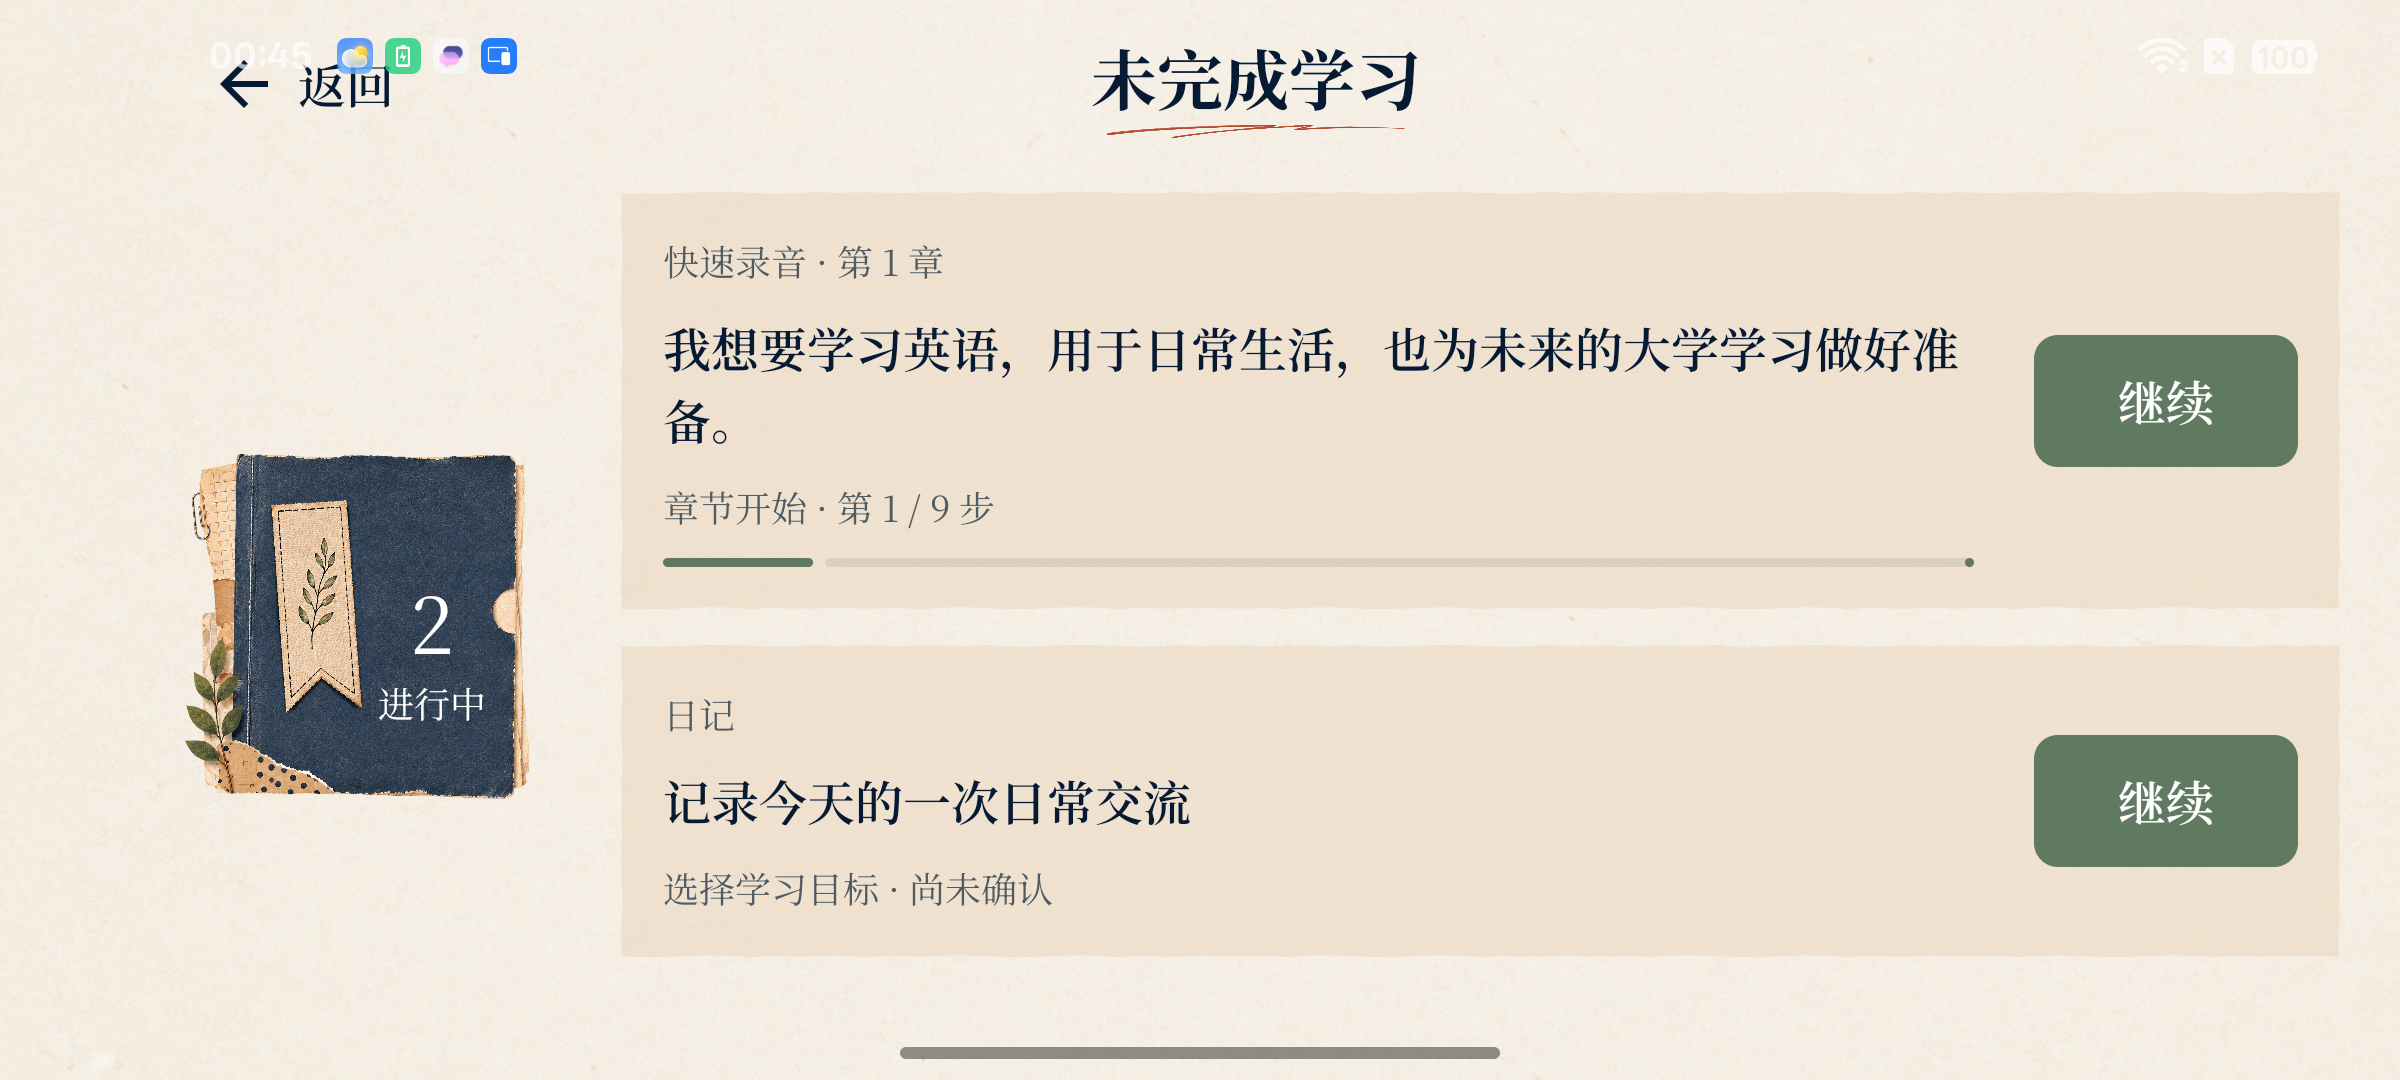 00:45
100
返回
未完成学习
快速录音 · 第 1 章
我想要学习英语，用于日常生活，也为未来的大学学习做好准
备。
继续
章节开始 · 第 1 / 9 步
2
进行中
日记
记录今天的一次日常交流
继续
选择学习目标 · 尚未确认